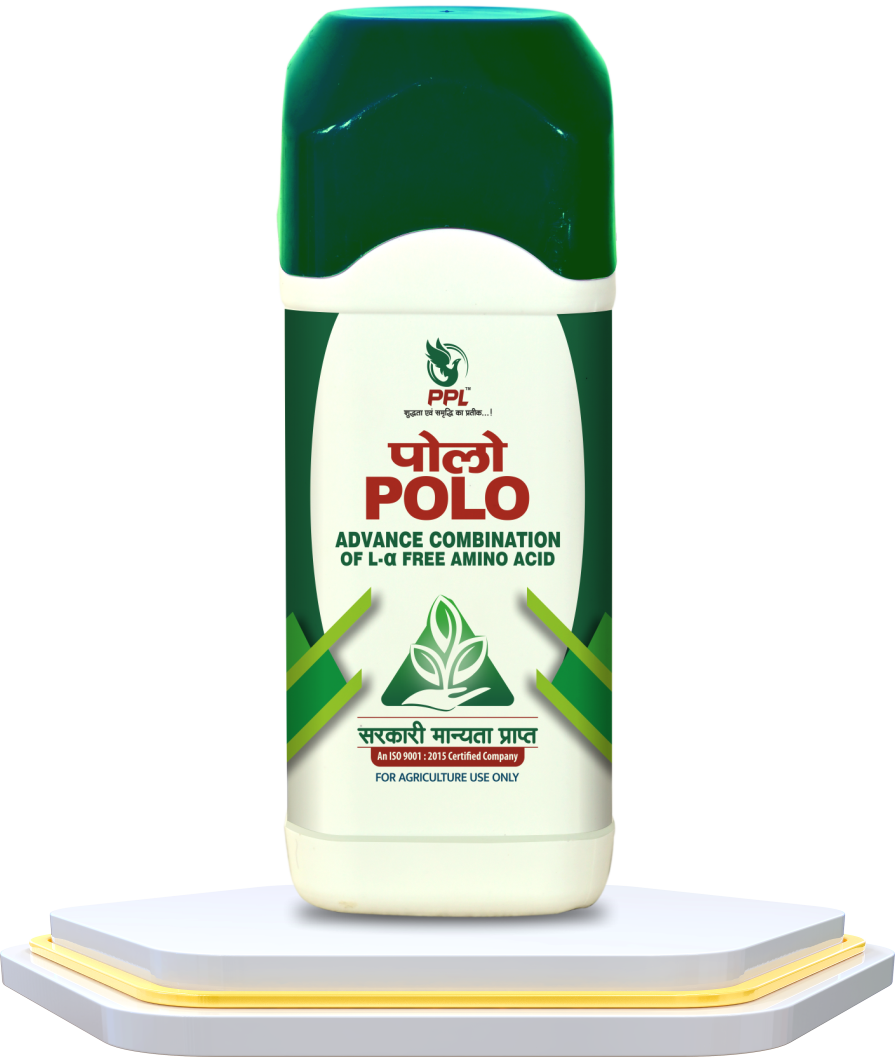 PPL™
शुद्धता एवं समृद्धि का प्रतीक...!
पोलो
POLO
ADVANCE COMBINATION
OF L-α FREE AMINO ACID
सरकारी मान्यता प्राप्त
An ISO 9001 : 2015 Certified Company
FOR AGRICULTURE USE ONLY